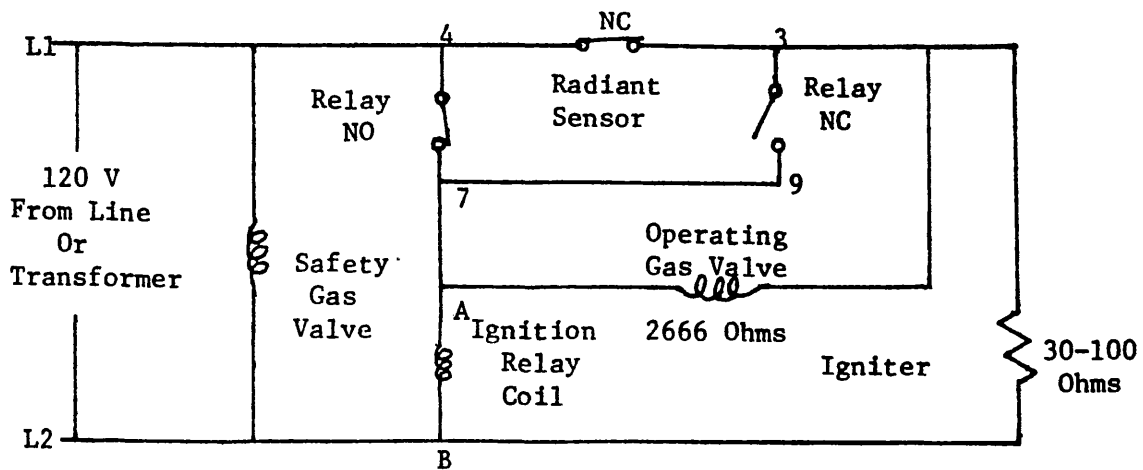 L1
4
NC
3
Relay
NO
Radiant
Sensor
Relay
NC
120 V
From Line
Or
Transformer
7
9
Safety
Gas
Valve
Operating
Gas Valve
2666 Ohms
A
Ignition
Relay
Coil
Igniter
30-100
Ohms
L2
B